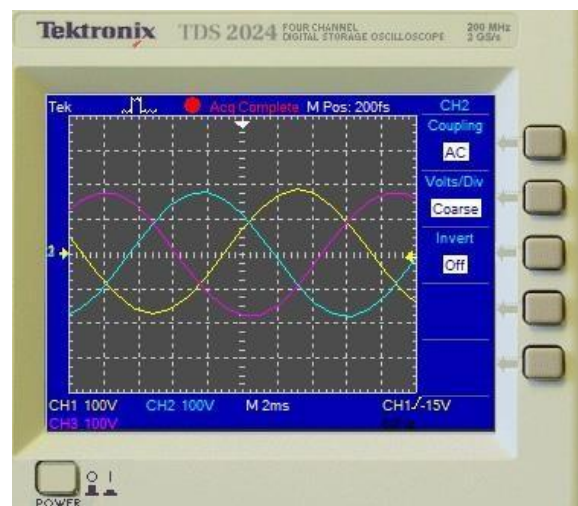 Tektronix TDS 2024 FOUR CHANNEL DIGITAL STORAGE OSCILLOSCOPE 200 MHz 2 GS/s
Tek Acq Complete M Pos: 200fs CH2
Coupling
AC
Volts/Div
Coarse
Invert
Off
CH1 100V CH2 100V M 2ms CH1 -15V
CH3 100V
POWER